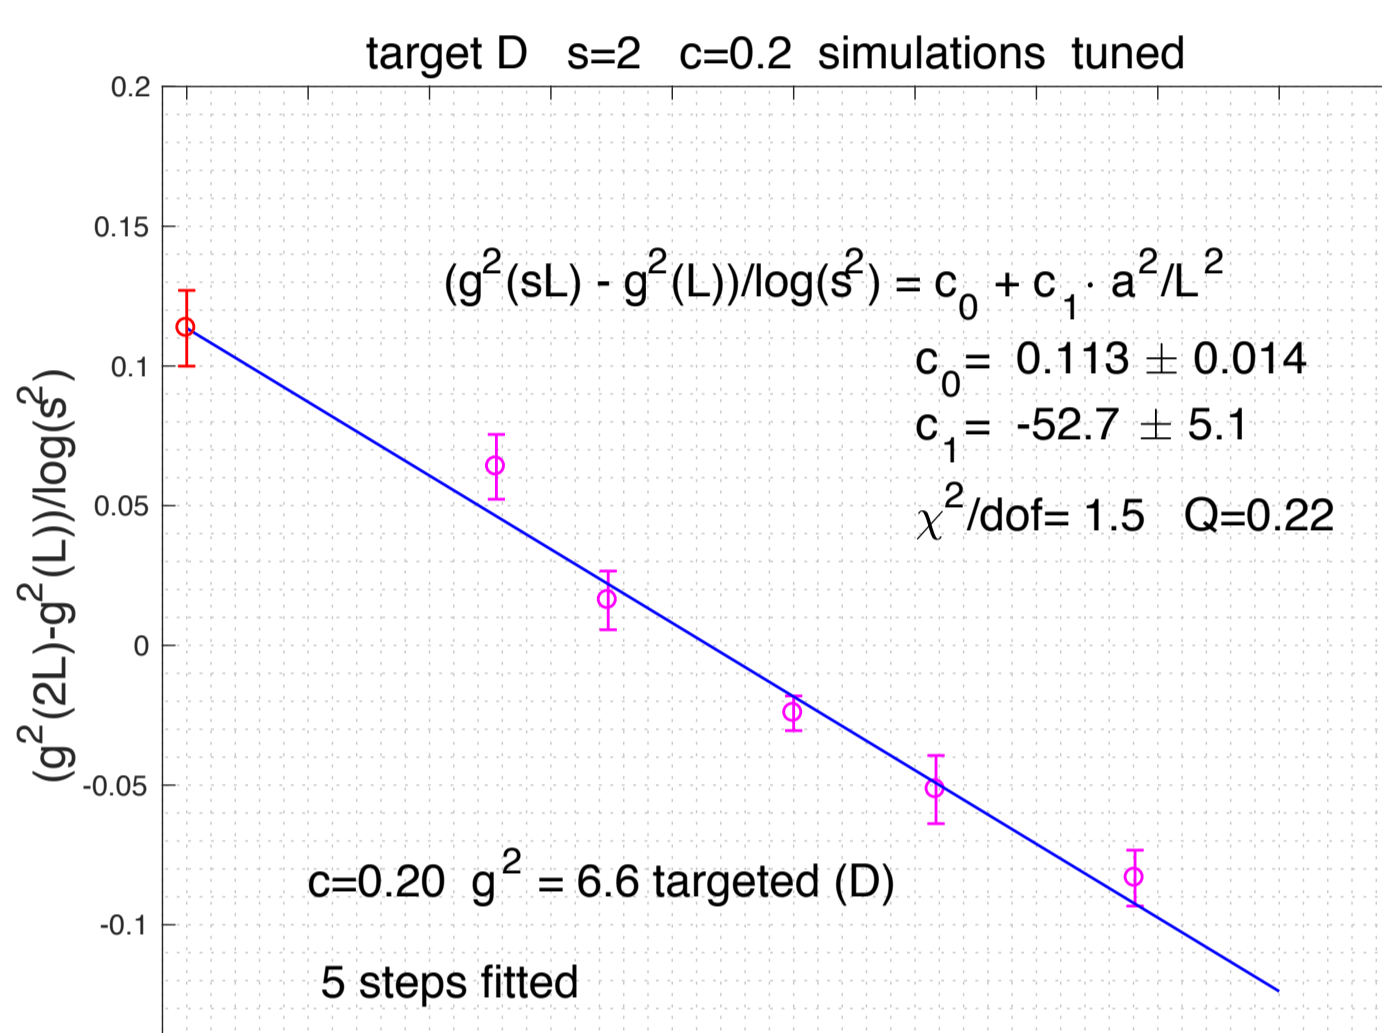 target D s=2 c=0.2 simulations tuned
0.2
0.15
0.1
0.05
0
-0.05
-0.1
(g²(2L)-g²(L))/log(s²)
(g²(sL) - g²(L))/log(s²) = c₀ + c₁· a²/L²
c₀= 0.113 ± 0.014
c₁= -52.7 ± 5.1
χ²/dof= 1.5 Q=0.22
c=0.20 g² = 6.6 targeted (D)
5 steps fitted